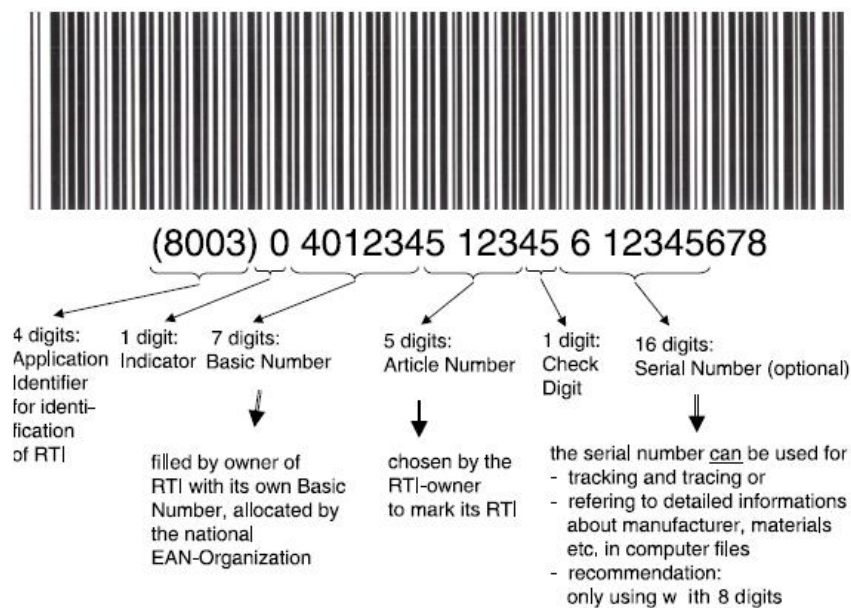 (8003) 0 4012345 12345 6 12345678
4 digits:
Application
Identifier
for identi-
fication
of RTI
1 digit:
Indicator
7 digits:
Basic Number
5 digits:
Article Number
1 digit:
Check
Digit
16 digits:
Serial Number (optional)
filled by owner of
RTI with its own Basic
Number, allocated by
the national
EAN-Organization
chosen by the
RTI-owner
to mark its RTI
the serial number can be used for
- tracking and tracing or
- refering to detailed informations
about manufacturer, materials
etc. in computer files
- recommendation:
only using w ith 8 digits